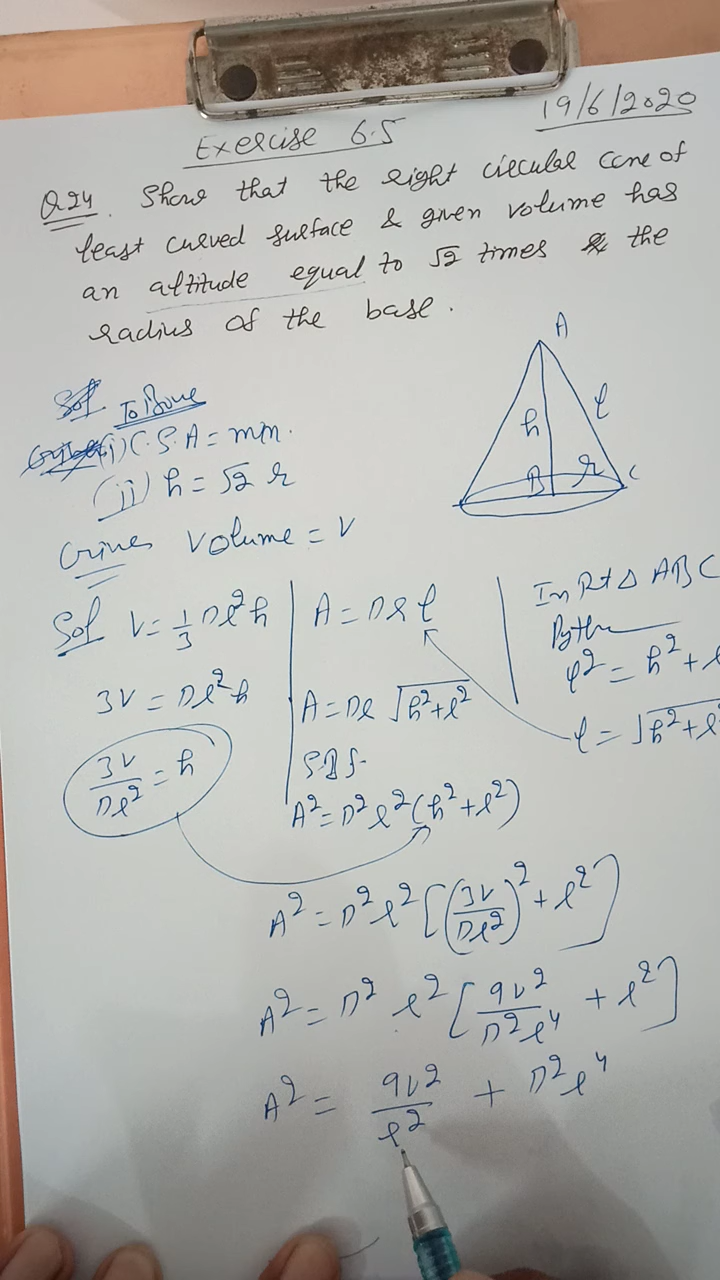 19/6/2020
Exercise 6.5
Q24. Show that the right circular cone of
least curved surface & given volume has
an altitude equal to √2 times the
radius of the base.
Sol To Prove
(i) C.S.A = min.
(ii) h = √2 r
Given Volume = V
A
h
l
B
r
C
Sol V = 1/3 πr²h
3V = πr²h
3V/πr² = h
A = πrl
A = πr √(h²+r²)
S.B.S.
A² = π²r²(h²+r²)
In Rt Δ ABC
Pyth
l² = h² + r
l = √(h²+r²
A² = π²r² [(3V/πr²)² + r²]
A² = π² r² [9V²/π²r⁴ + r²]
A² = 9V²/r² + π²r⁴